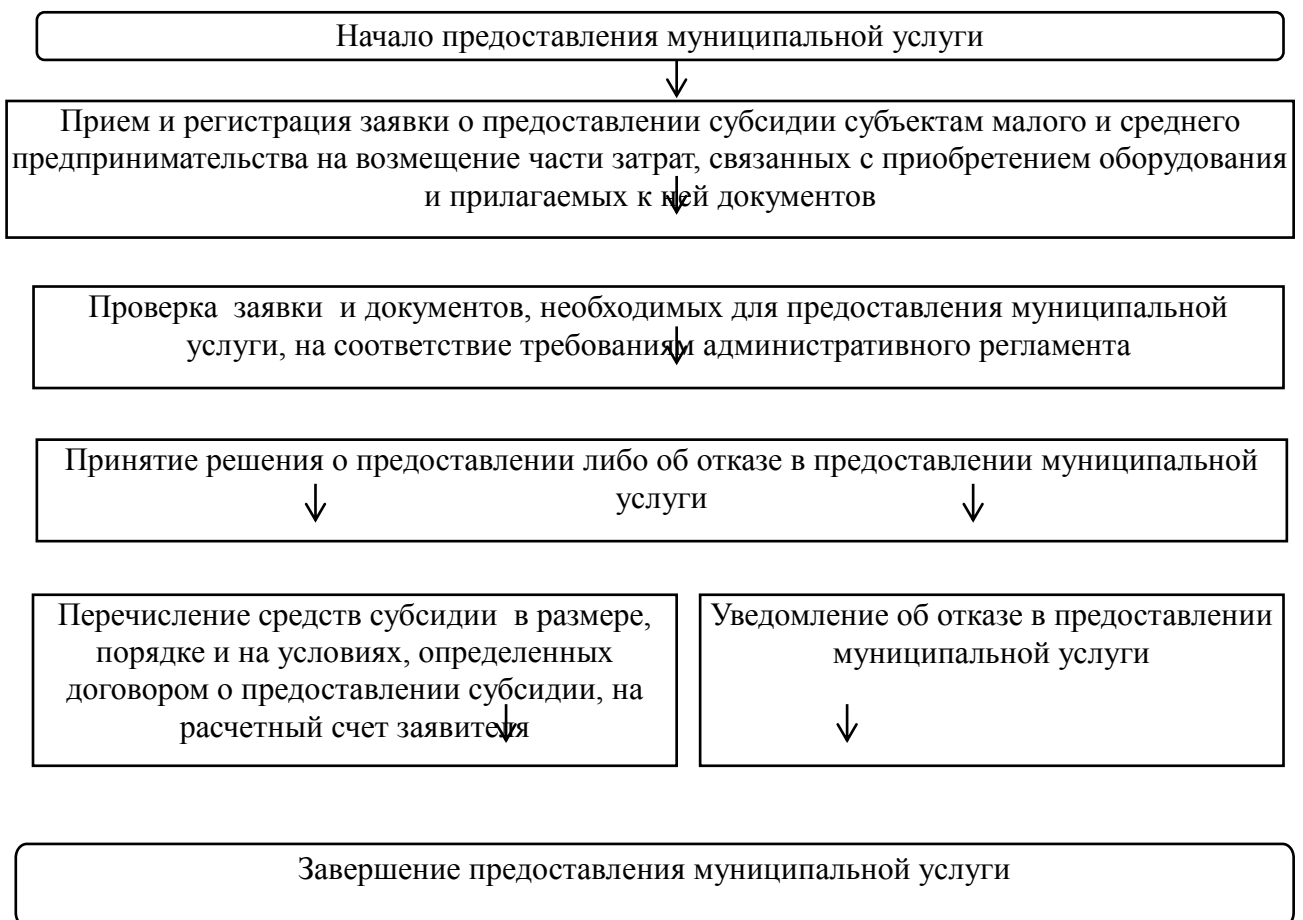 Начало предоставления муниципальной услуги
Прием и регистрация заявки о предоставлении субсидии субъектам малого и среднего
предпринимательства на возмещение части затрат, связанных с приобретением оборудования
и прилагаемых к ней документов
Проверка заявки и документов, необходимых для предоставления муниципальной
услуги, на соответствие требованиям административного регламента
Принятие решения о предоставлении либо об отказе в предоставлении муниципальной
услуги
Перечисление средств субсидии в размере,
порядке и на условиях, определенных
договором о предоставлении субсидии, на
расчетный счет заявителя
Уведомление об отказе в предоставлении
муниципальной услуги
Завершение предоставления муниципальной услуги